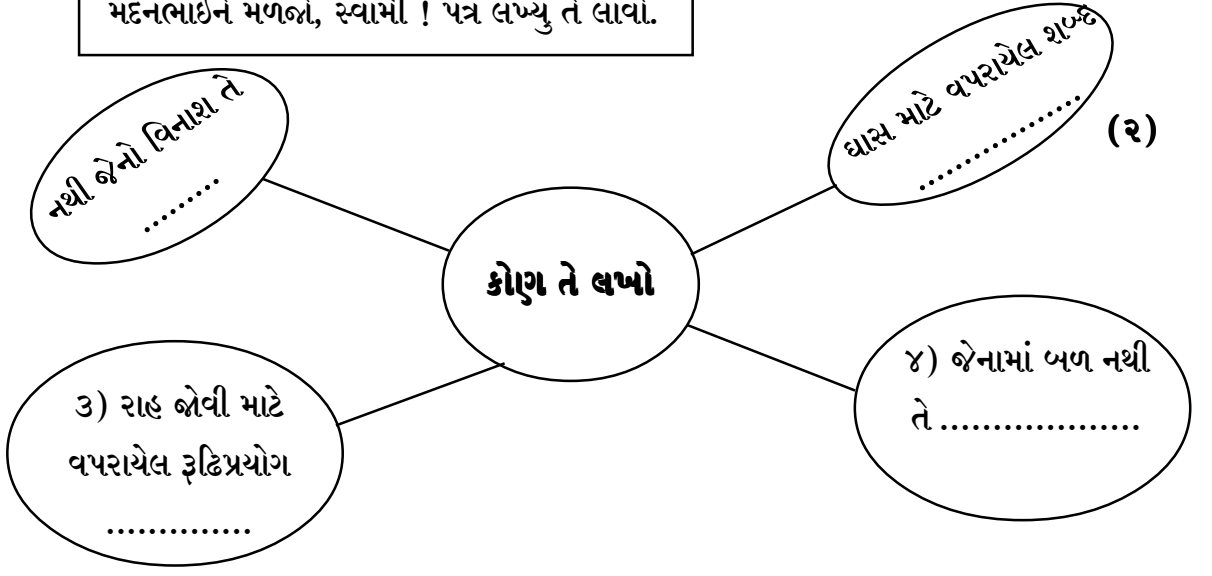 મદનભાઇને મળજો, સ્વામી ! પત્ર લખ્યુ તે લાવો.
નથી જેનો વિનાશ તે
.........
ઘાસ માટે વપરાયેલ શબ્દ
..................
(૨)
કોણ તે લખો
૩) રાહ જોવી માટે
વપરાયેલ રૂઢિપ્રયોગ
..............
૪) જેનામાં બળ નથી
તે ...................